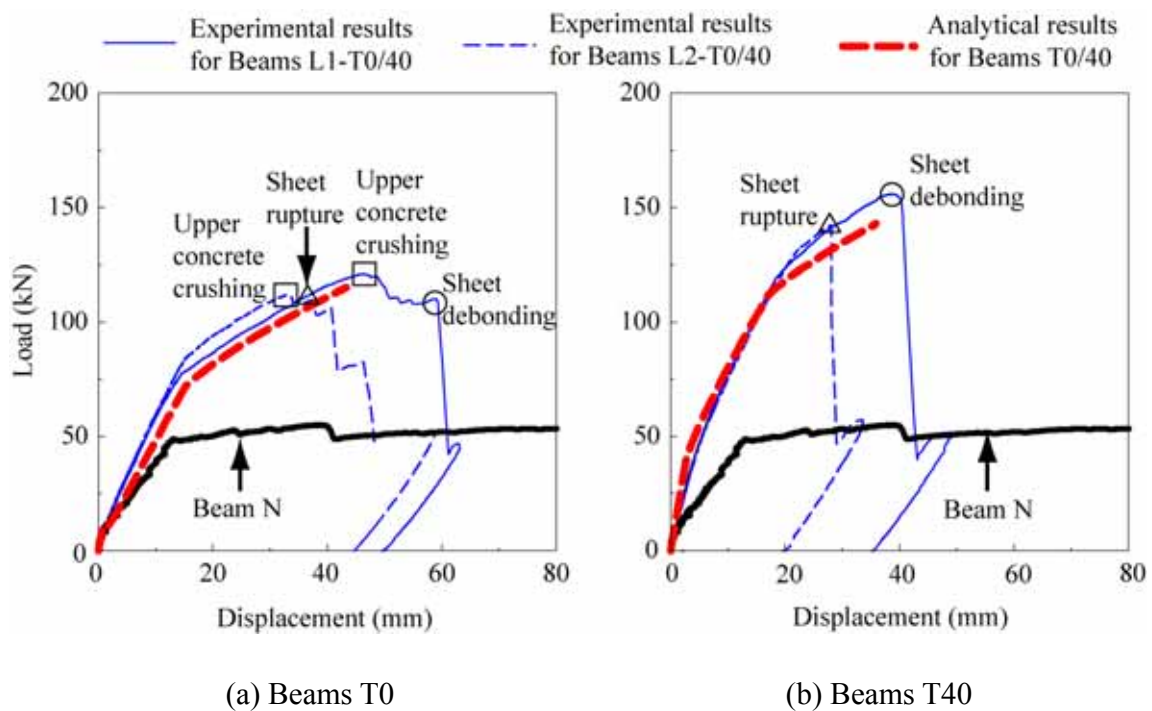 Experimental results
for Beams L1-T0/40
Experimental results
for Beams L2-T0/40
Analytical results
for Beams T0/40
200
150
100
50
0
Load (kN)
Upper
concrete
crushing
Sheet
rupture
Upper
concrete
crushing
Sheet
debonding
Beam N
0 20 40 60 80
Displacement (mm)
(a) Beams T0
200
150
100
50
0
Sheet
rupture
Sheet
debonding
Beam N
0 20 40 60 80
Displacement (mm)
(b) Beams T40